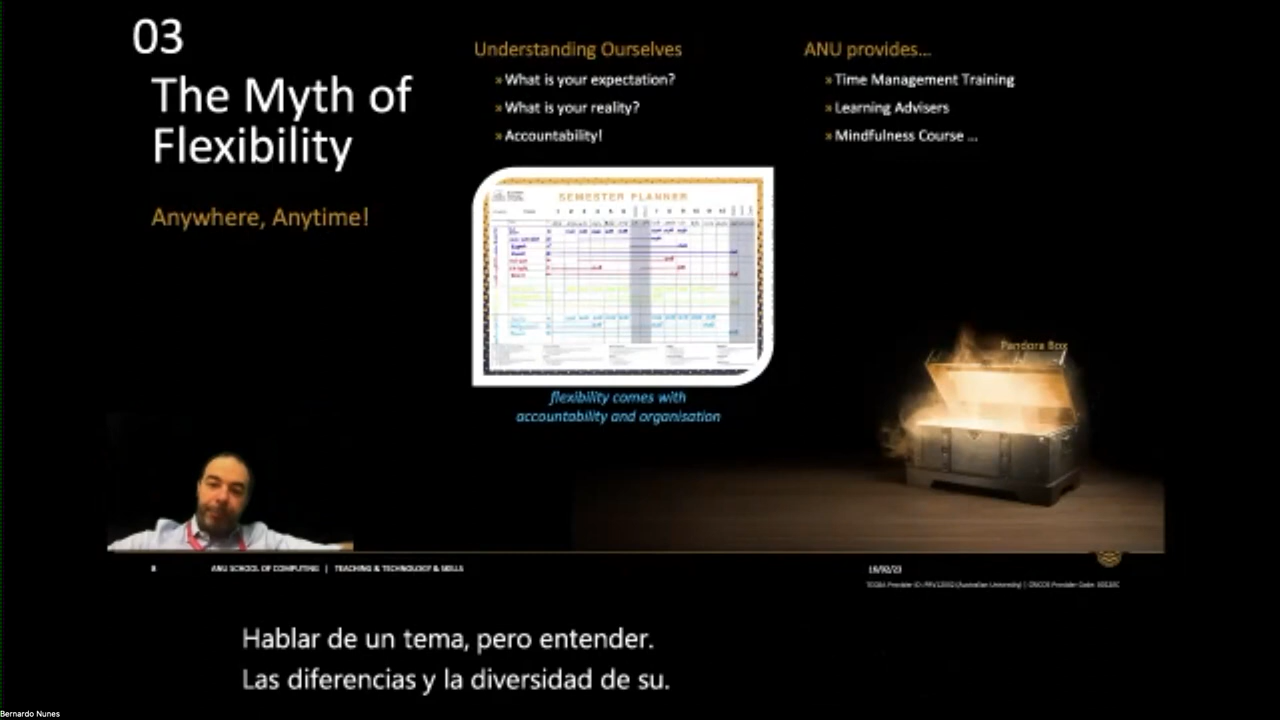 03
The Myth of
Flexibility
Anywhere, Anytime!
Understanding Ourselves
» What is your expectation?
» What is your reality?
» Accountability!
ANU provides...
» Time Management Training
» Learning Advisers
» Mindfulness Course ...
SEMESTER PLANNER
flexibility comes with
accountability and organisation
Pandora Box
8
ANU SCHOOL OF COMPUTING | TEACHING & TECHNOLOGY & SKILLS
Hablar de un tema, pero entender.
Las diferencias y la diversidad de su.
Bernardo Nunes